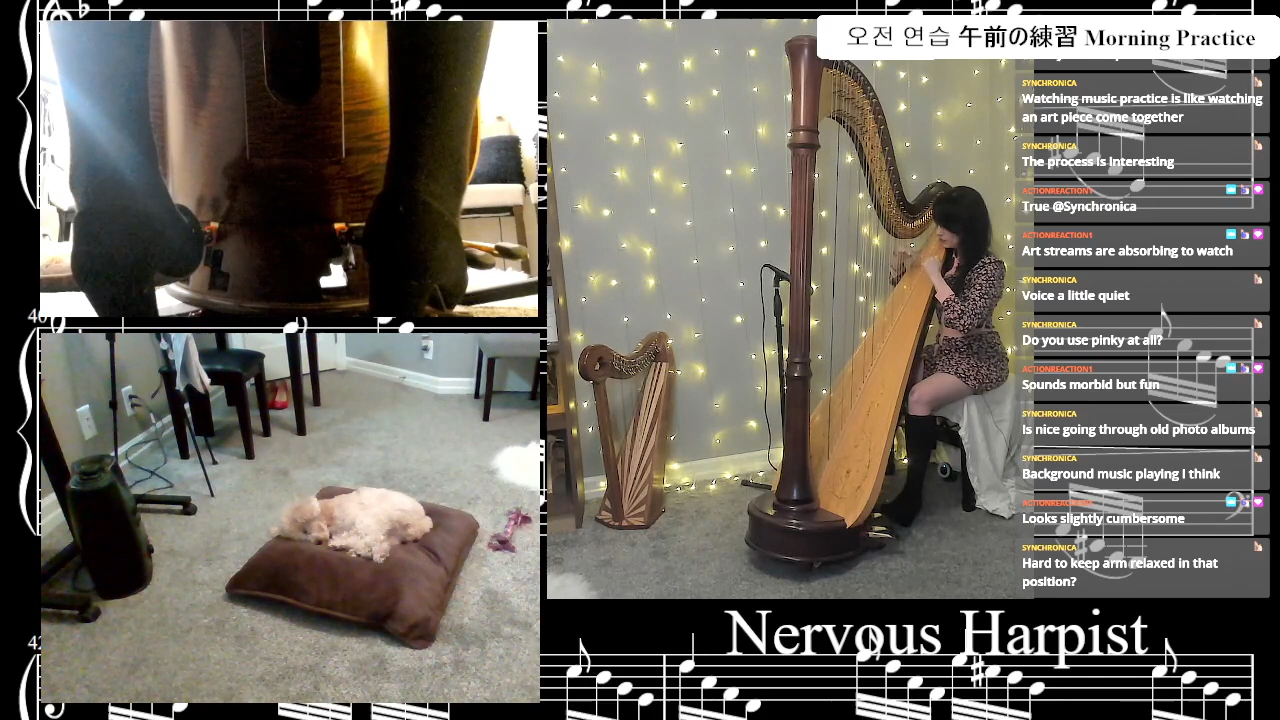 오전 연습 午前の練習 Morning Practice
SYNCHRONICA
Watching music practice is like watching
an art piece come together
SYNCHRONICA
The process is interesting
ACTIONREACTION1
True @Synchronica
ACTIONREACTION1
Art streams are absorbing to watch
SYNCHRONICA
Voice a little quiet
SYNCHRONICA
Do you use pinky at all?
ACTIONREACTION1
Sounds morbid but fun
SYNCHRONICA
Is nice going through old photo albums
SYNCHRONICA
Background music playing I think
ACTIONREACTION1
Looks slightly cumbersome
SYNCHRONICA
Hard to keep arm relaxed in that
position?
Nervous Harpist
40
42